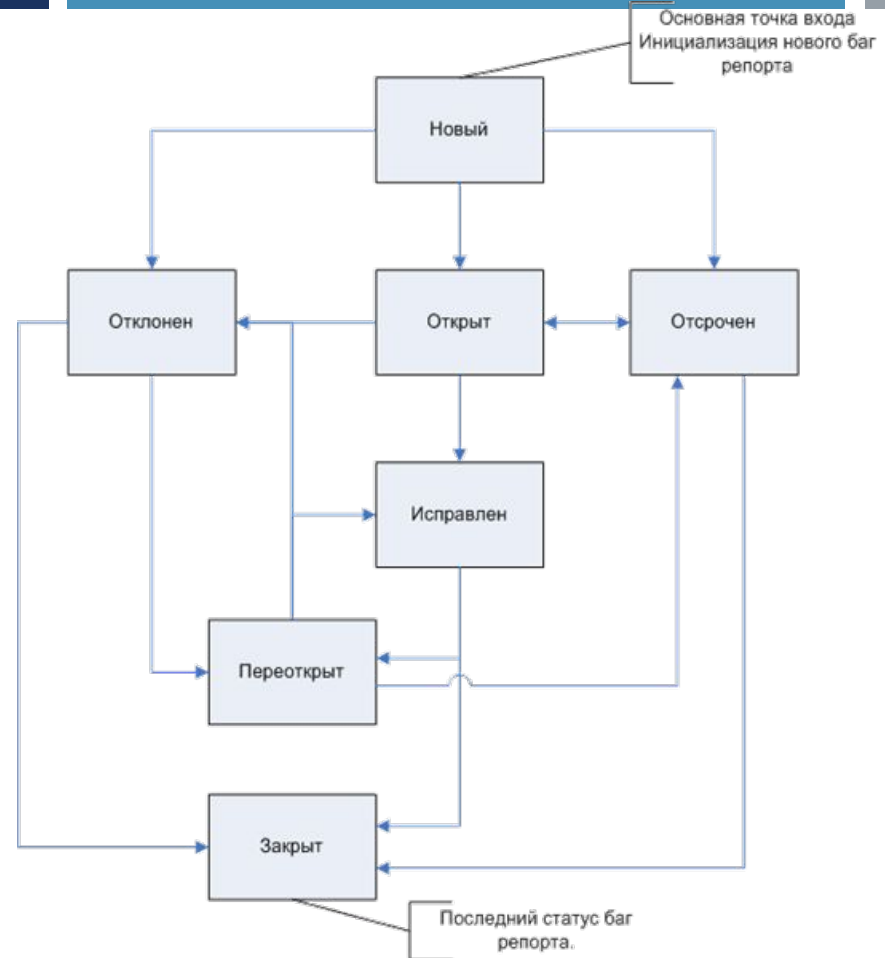 Основная точка входа
Инициализация нового баг
репорта
Новый
Отклонен
Открыт
Отсрочен
Исправлен
Переоткрыт
Закрыт
Последний статус баг
репорта.